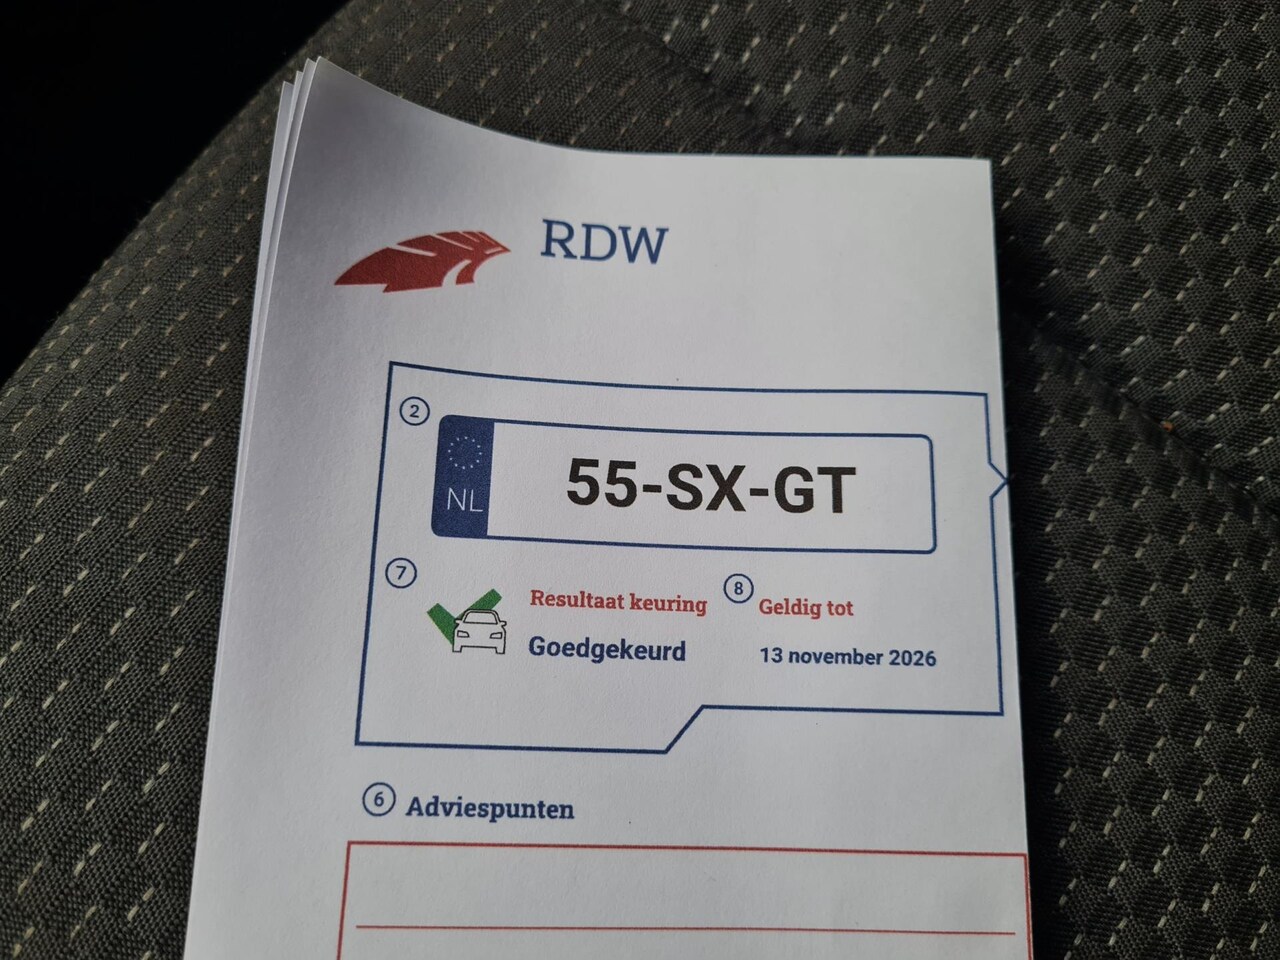 RDW
2
NL
55-SX-GT
7
Resultaat keuring
8
Geldig tot
Goedgekeurd
13 november 2026
6 Adviespunten